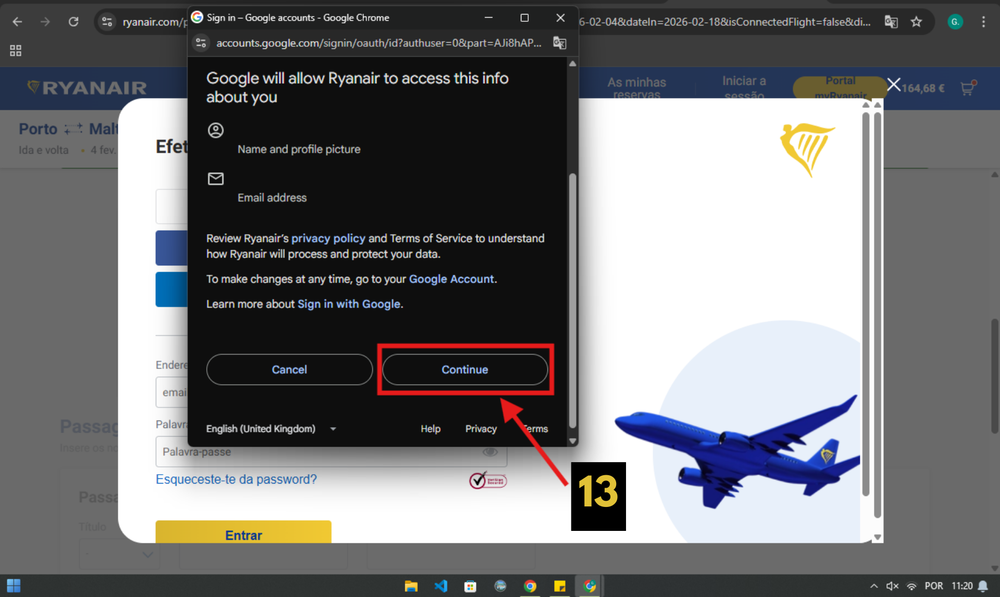 Sign in – Google accounts - Google Chrome
ryanair.com/p
6-02-04&dateIn=2026-02-18&isConnectedFlight=false&di...
G.
accounts.google.com/signin/oauth/id?authuser=0&part=AJi8hAP...
RYANAIR
As minhas
reservas
Iniciar a
sessão
Portal
myRyanair
164,68 €
Porto
Malt
Ida e volta • 4 fev.
Efet
Google will allow Ryanair to access this info
about you
Name and profile picture
Email address
Review Ryanair's privacy policy and Terms of Service to understand
how Ryanair will process and protect your data.
To make changes at any time, go to your Google Account.
Learn more about Sign in with Google.
Cancel
Continue
English (United Kingdom)
Help
Privacy
Terms
Endere
emai
Palavra
Palavra-passe
Esqueceste-te da password?
VeriSign
Secured
13
Entrar
Passag
Insere os no
Passa
Título
-
POR
11:20